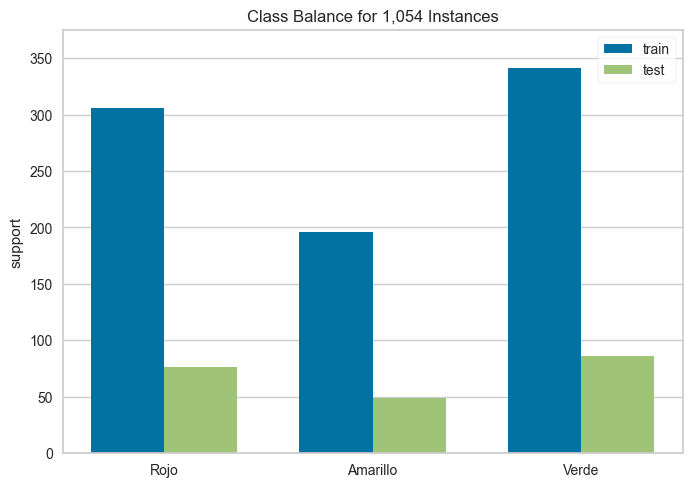 Class Balance for 1,054 Instances
train
test
support
350
300
250
200
150
100
50
0
Rojo
Amarillo
Verde